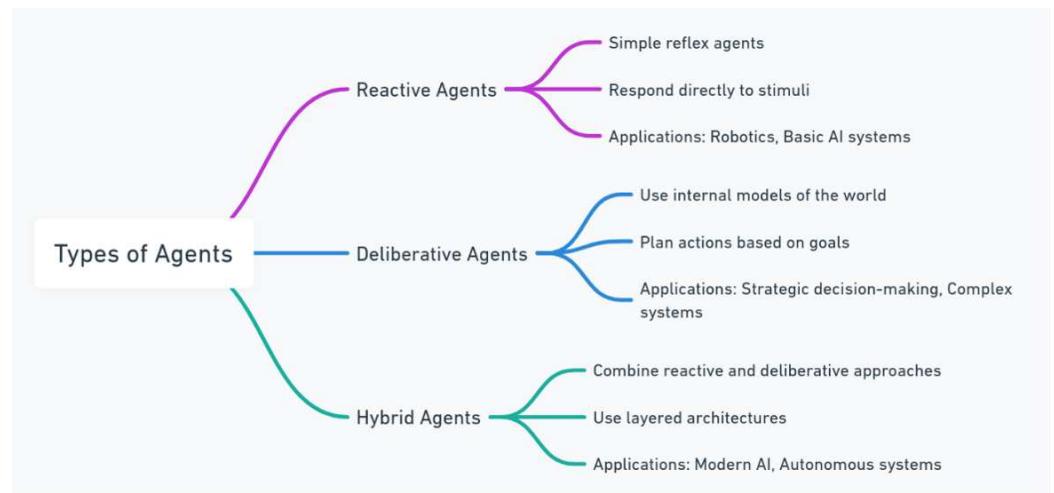 Types of Agents
Reactive Agents
Simple reflex agents
Respond directly to stimuli
Applications: Robotics, Basic AI systems
Deliberative Agents
Use internal models of the world
Plan actions based on goals
Applications: Strategic decision-making, Complex
systems
Hybrid Agents
Combine reactive and deliberative approaches
Use layered architectures
Applications: Modern AI, Autonomous systems